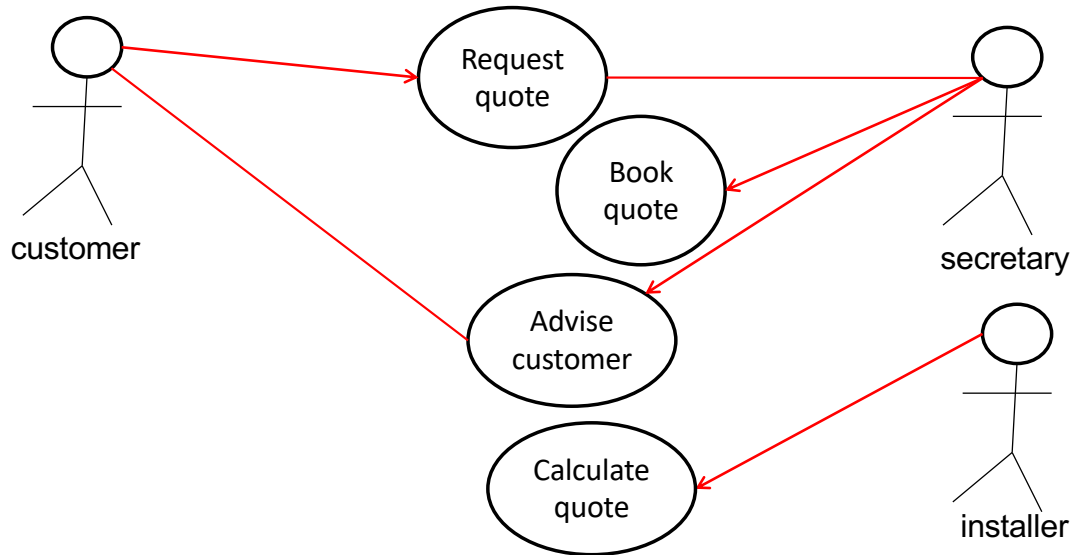 Request
quote
Book
quote
customer
secretary
Advise
customer
Calculate
quote
installer